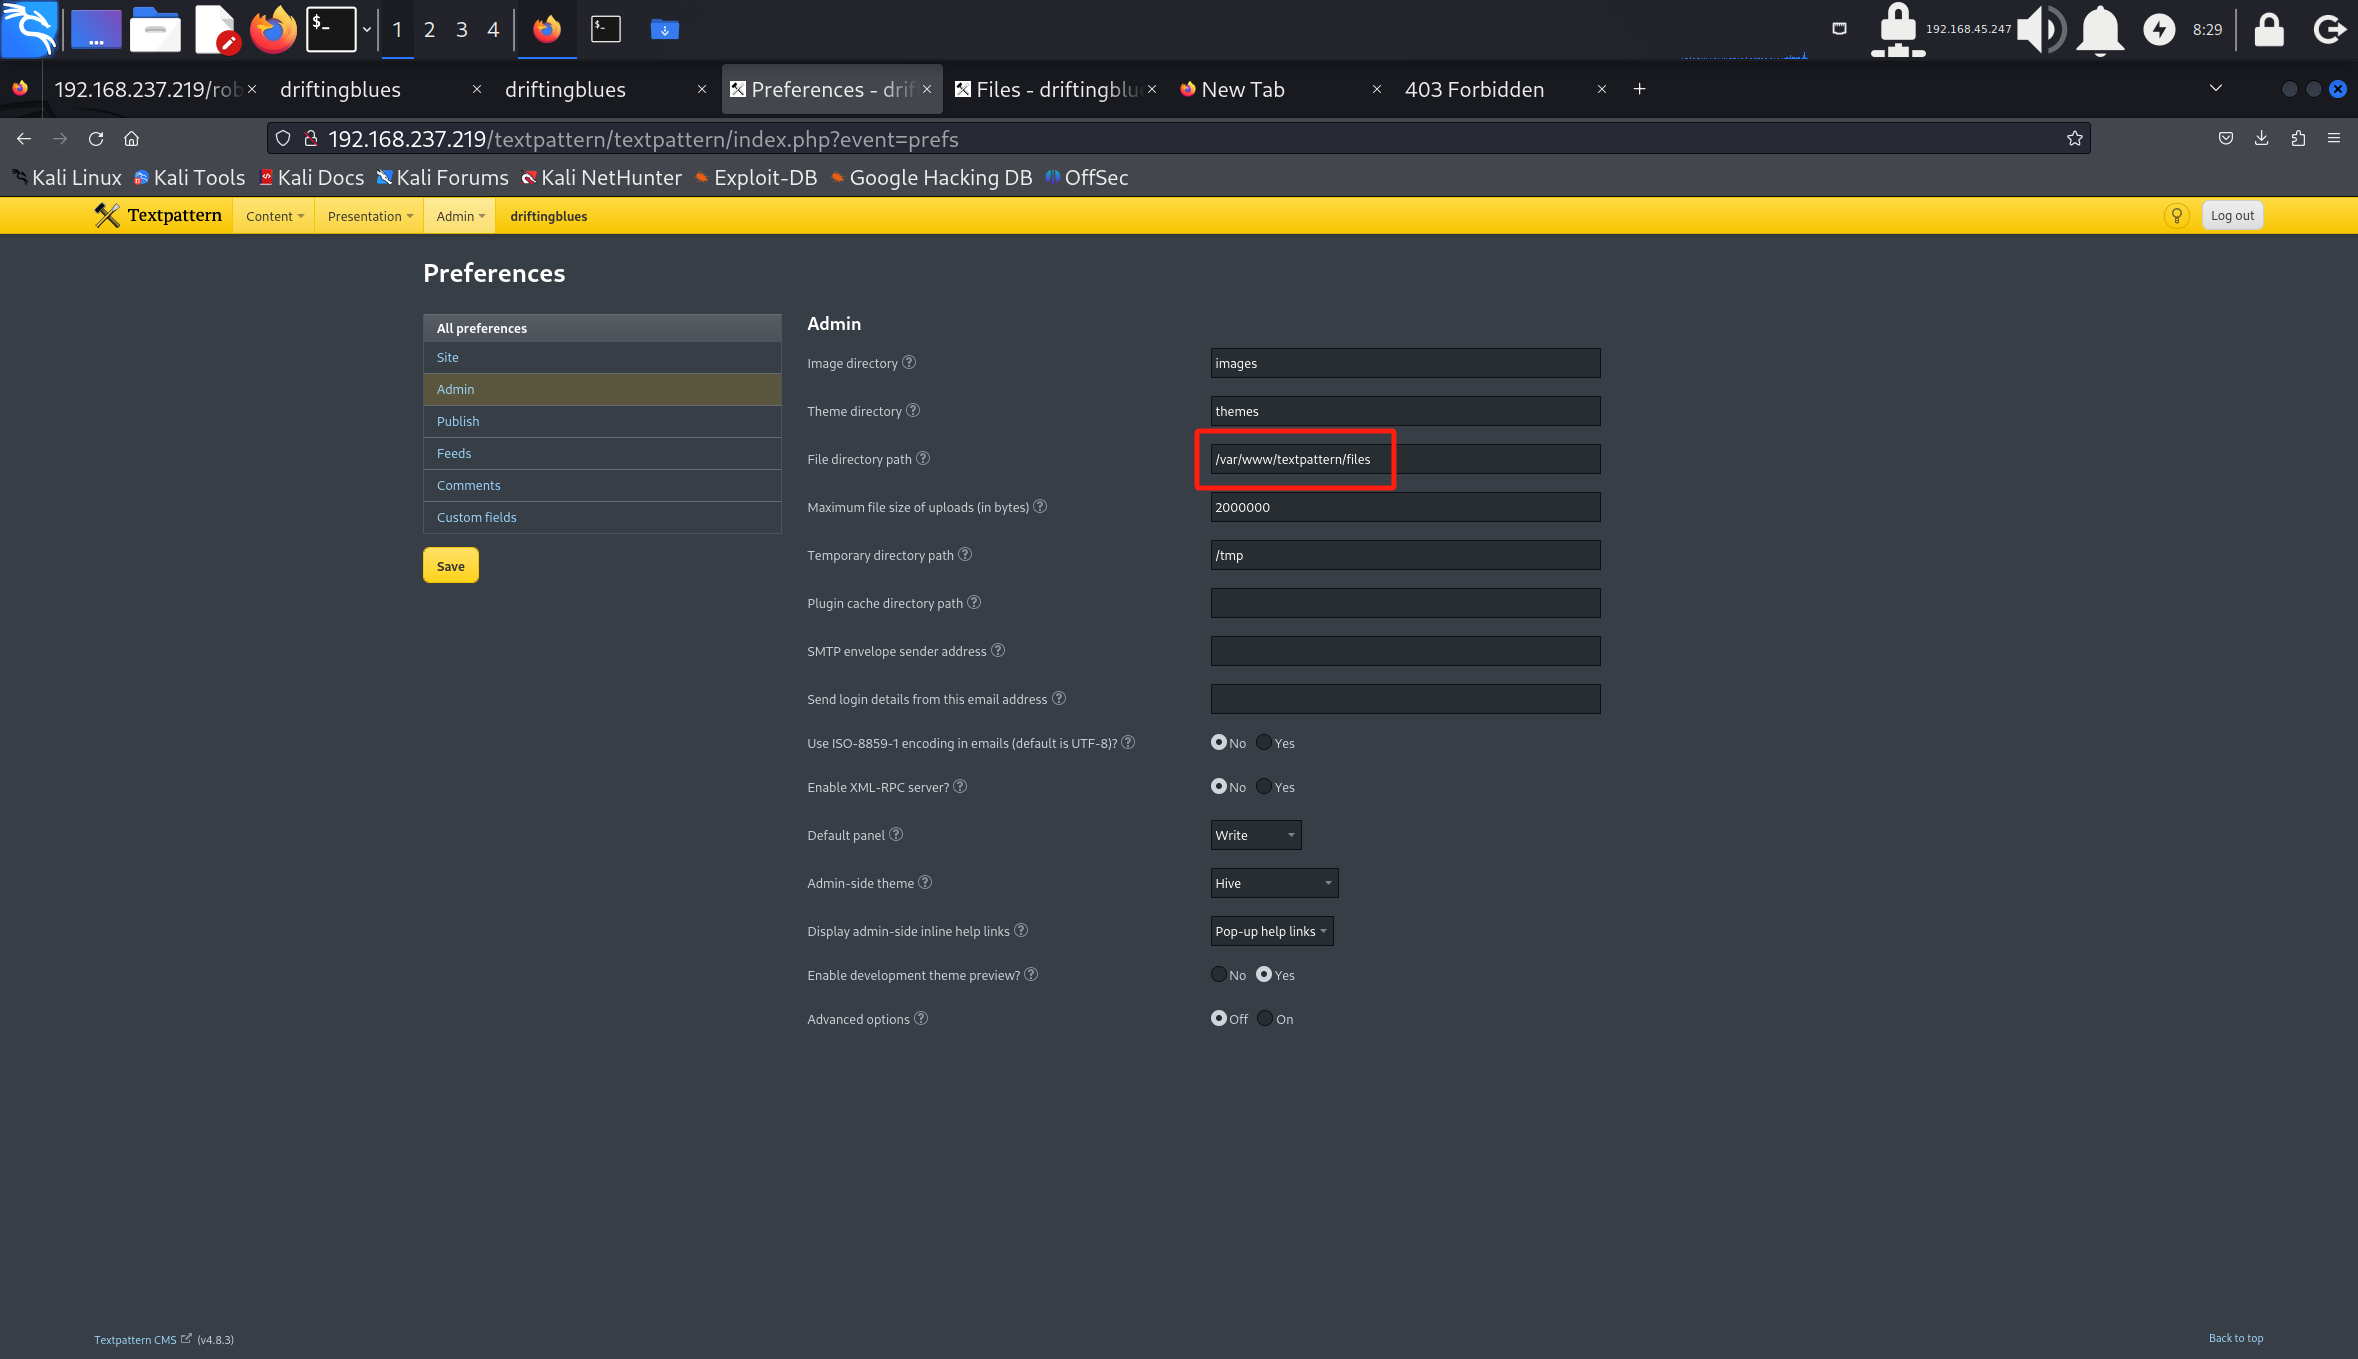 $-
1 2 3 4
$-
192.168.45.247
8:29
192.168.237.219/rob
driftingblues
driftingblues
Preferences - drif
Files - driftingblu
New Tab
403 Forbidden
192.168.237.219/textpattern/textpattern/index.php?event=prefs
Kali Linux Kali Tools Kali Docs Kali Forums Kali NetHunter Exploit-DB Google Hacking DB OffSec
Textpattern Content Presentation Admin driftingblues Log out
Preferences
All preferences
Site
Admin
Publish
Feeds
Comments
Custom fields
Save
Admin
Image directory images
Theme directory themes
File directory path /var/www/textpattern/files
Maximum file size of uploads (in bytes) 2000000
Temporary directory path /tmp
Plugin cache directory path
SMTP envelope sender address
Send login details from this email address
Use ISO-8859-1 encoding in emails (default is UTF-8)? No Yes
Enable XML-RPC server? No Yes
Default panel Write
Admin-side theme Hive
Display admin-side inline help links Pop-up help links
Enable development theme preview? No Yes
Advanced options Off On
Textpattern CMS (v4.8.3)
Back to top